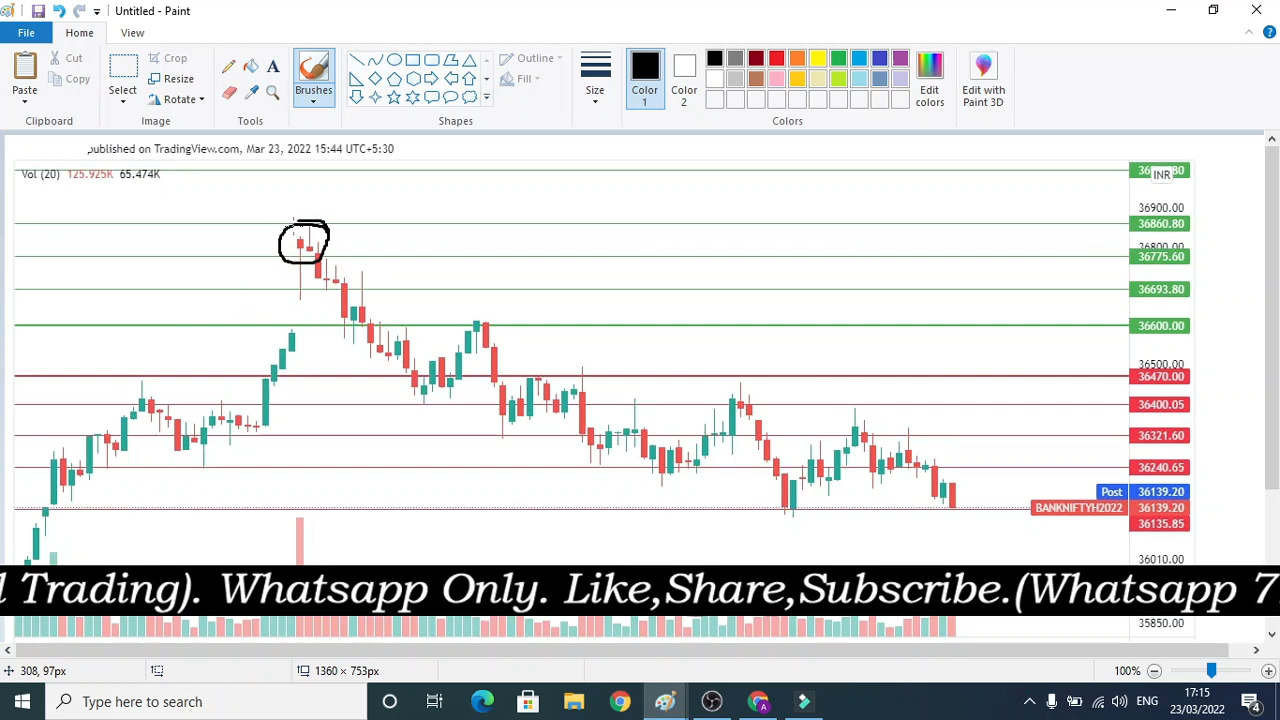 Untitled - Paint
File Home View
Paste
Cut
Copy
Clipboard
Select
Crop
Resize
Rotate
Image
A
Tools
Brushes
Outline
Fill
Shapes
Size
Color 1
Color 2
Edit colors
Colors
Edit with Paint 3D
published on TradingView.com, Mar 23, 2022 15:44 UTC+5:30
Vol (20) 125.925K 65.474K
INR
36900.00
36860.80
36800.00
36775.60
36693.80
36600.00
36500.00
36470.00
36400.05
36321.60
36240.65
Post 36139.20
BANKNIFTYH2022 36139.20
36135.85
36010.00
d Trading). Whatsapp Only. Like,Share,Subscribe.(Whatsapp 7
35850.00
308, 97px
1360 × 753px
100%
Type here to search
ENG
17:15
23/03/2022
4